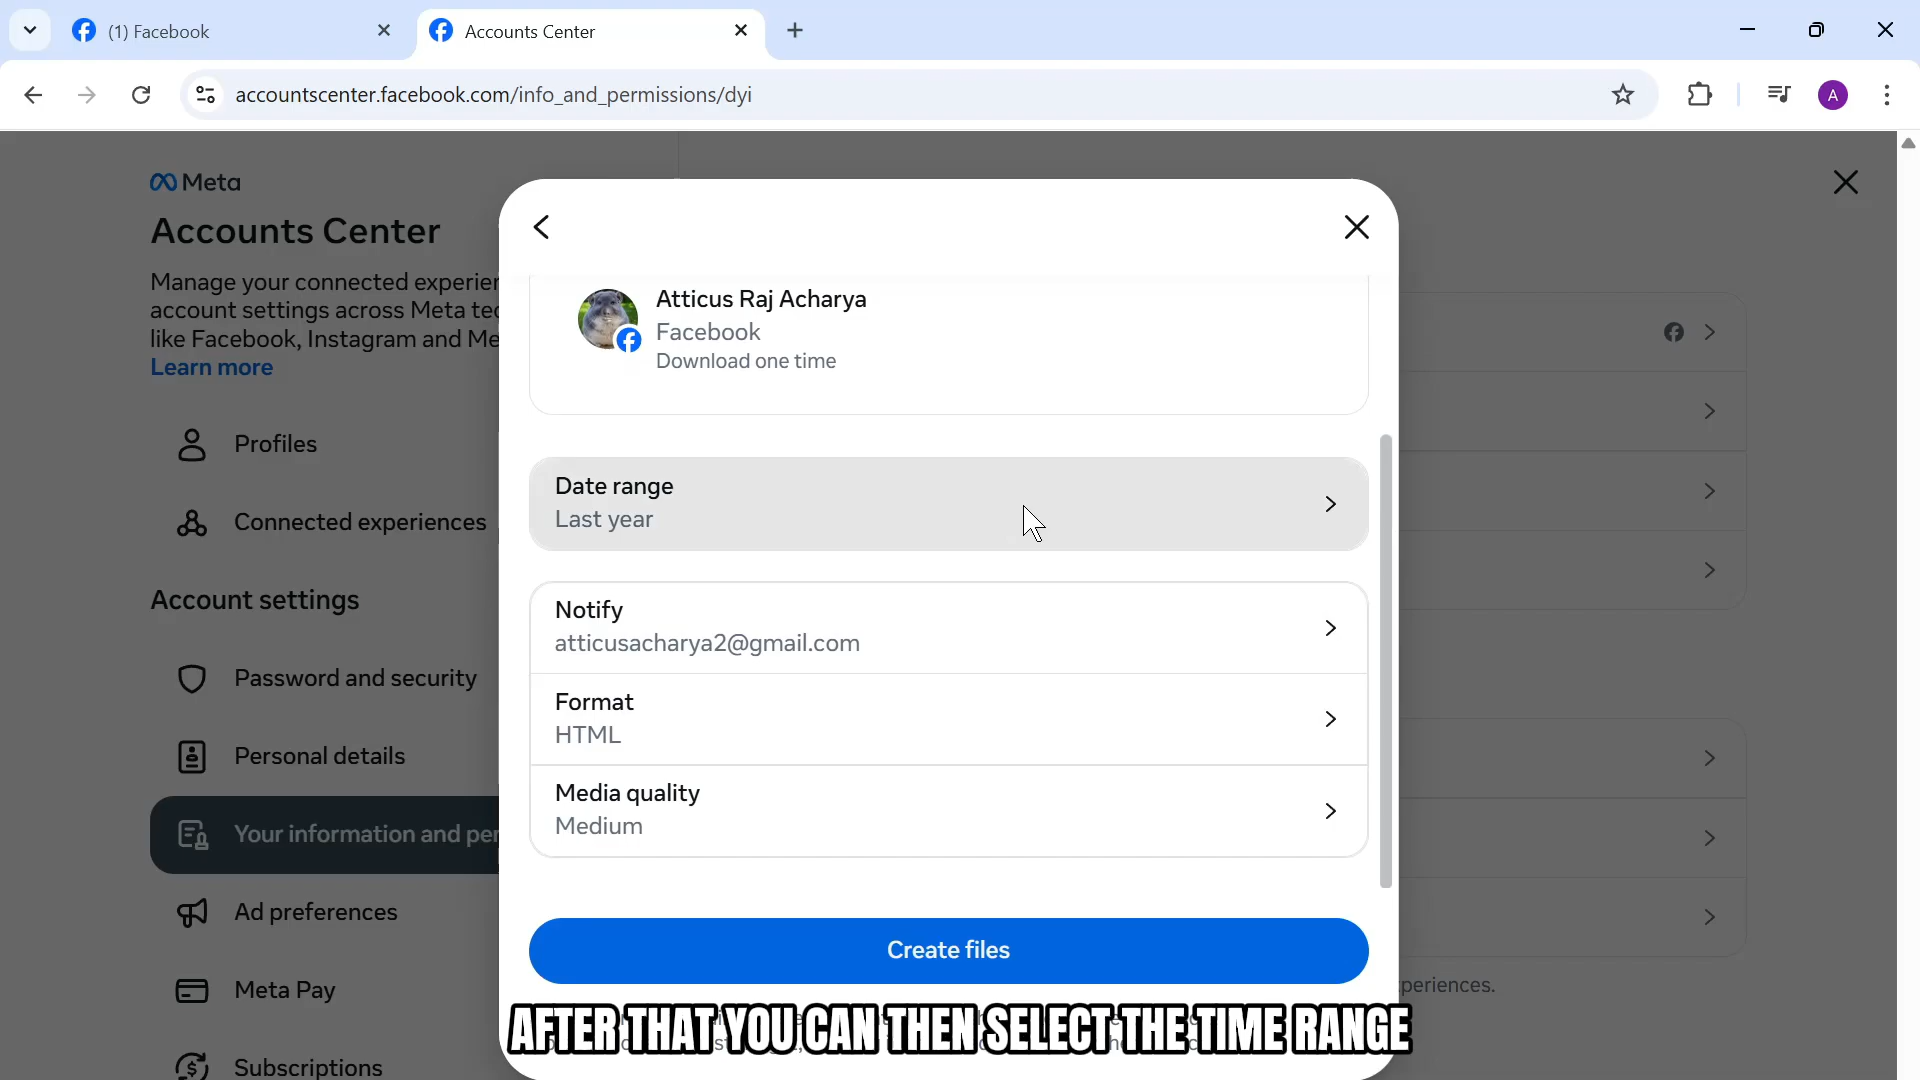 (1) Facebook
Accounts Center
accountscenter.facebook.com/info_and_permissions/dyi
A
Meta
Accounts Center
Manage your connected experien
account settings across Meta tec
like Facebook, Instagram and Me
Learn more
Profiles
Connected experiences
Account settings
Password and security
Personal details
Your information and per
Ad preferences
Meta Pay
Subscriptions
Atticus Raj Acharya
Facebook
Download one time
Date range
Last year
Notify
atticusacharya2@gmail.com
Format
HTML
Media quality
Medium
Create files
periences.
AFTER THAT YOU CAN THEN SELECT THE TIME RANGE